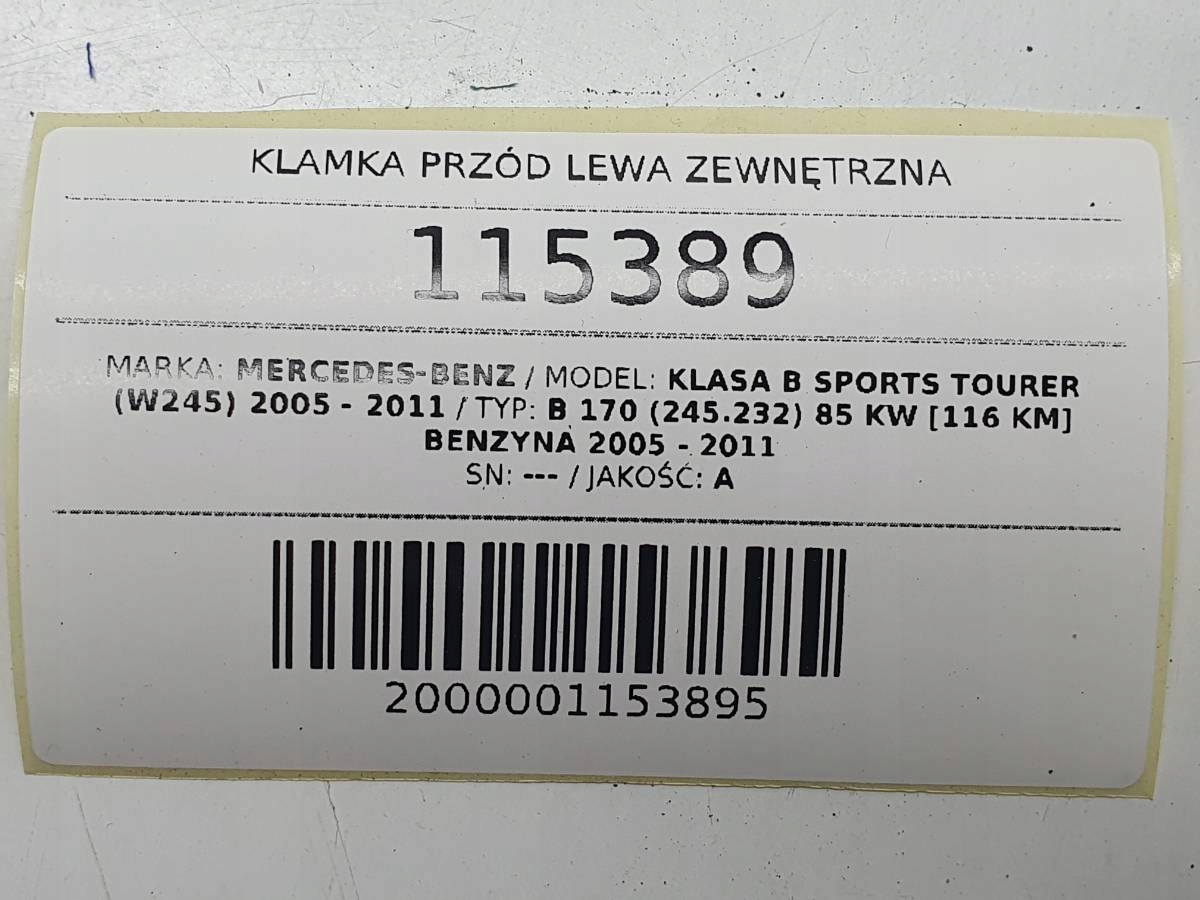 KLAMKA PRZÓD LEWA ZEWNĘTRZNA
115389
MARKA: MERCEDES-BENZ / MODEL: KLASA B SPORTS TOURER
(W245) 2005 - 2011 / TYP: B 170 (245.232) 85 KW [116 KM]
BENZYNA 2005 - 2011
SN: --- / JAKOŚĆ: A
2000001153895